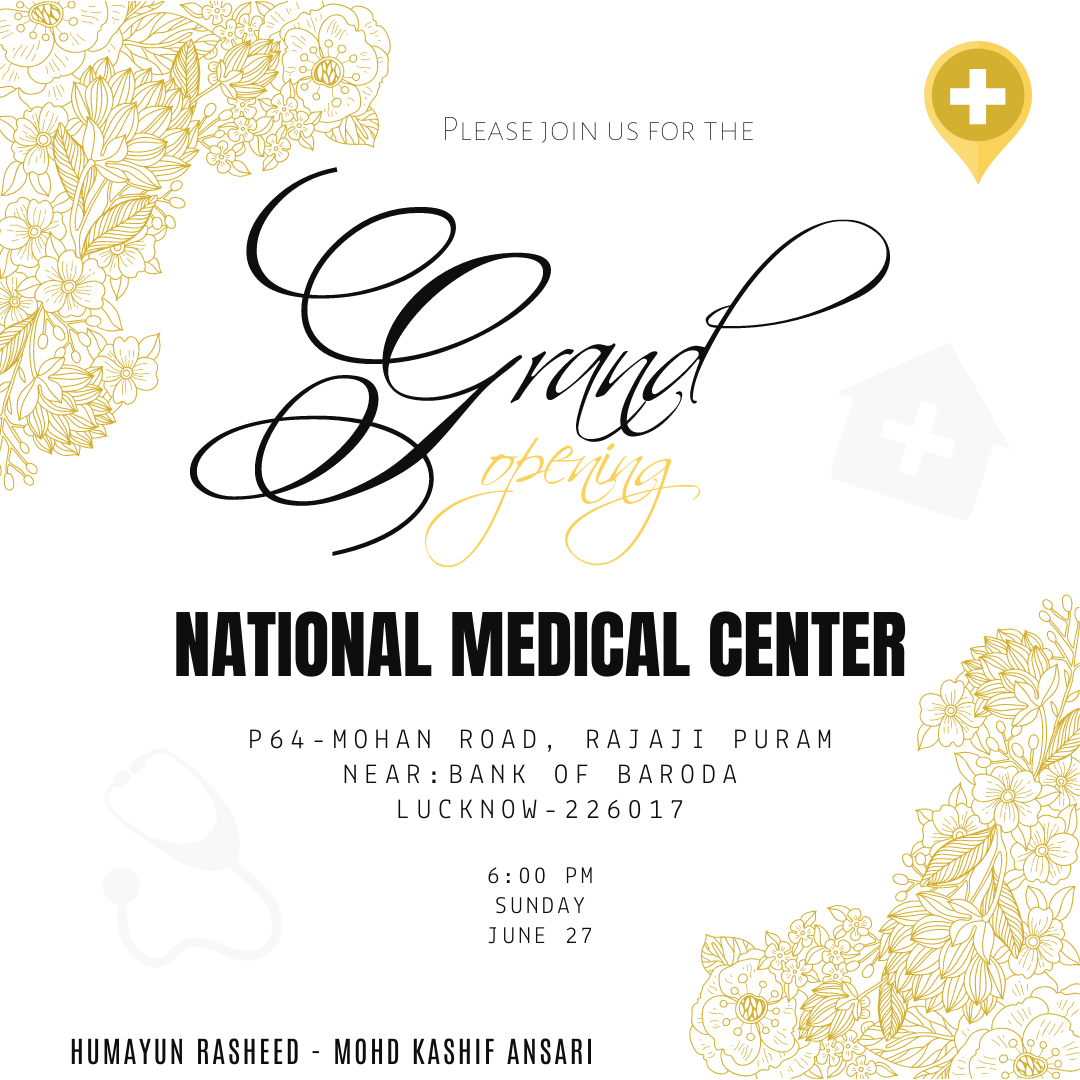 Please join us for the
Grand
opening
NATIONAL MEDICAL CENTER
P64-MOHAN ROAD, RAJAJI PURAM
NEAR:BANK OF BARODA
LUCKNOW-226017
6:00 PM
SUNDAY
JUNE 27
HUMAYUN RASHEED - MOHD KASHIF ANSARI